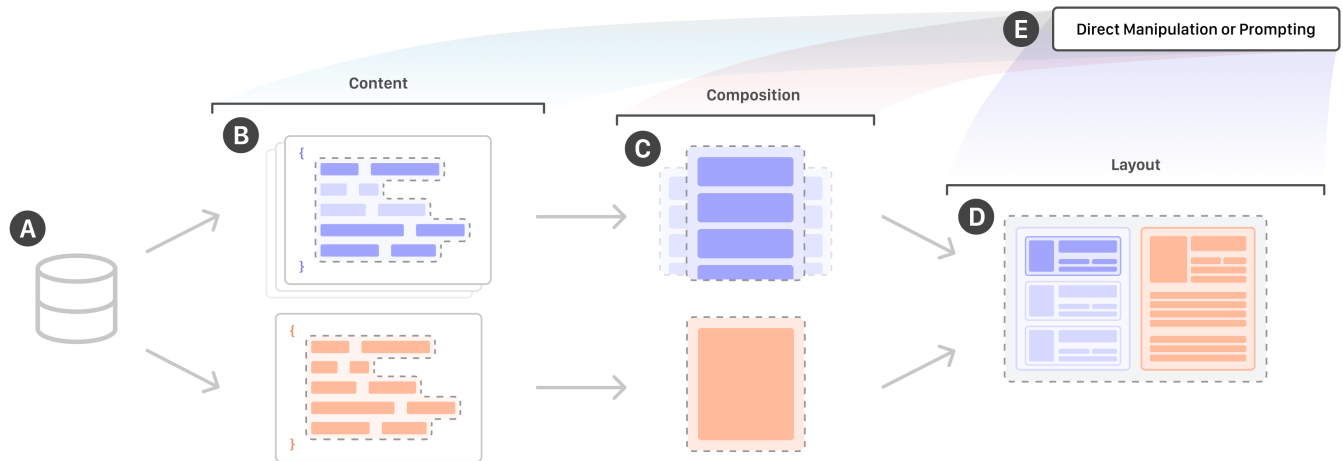 E
Direct Manipulation or Prompting
Content
Composition
B
C
Layout
{
A
D
}
{
}